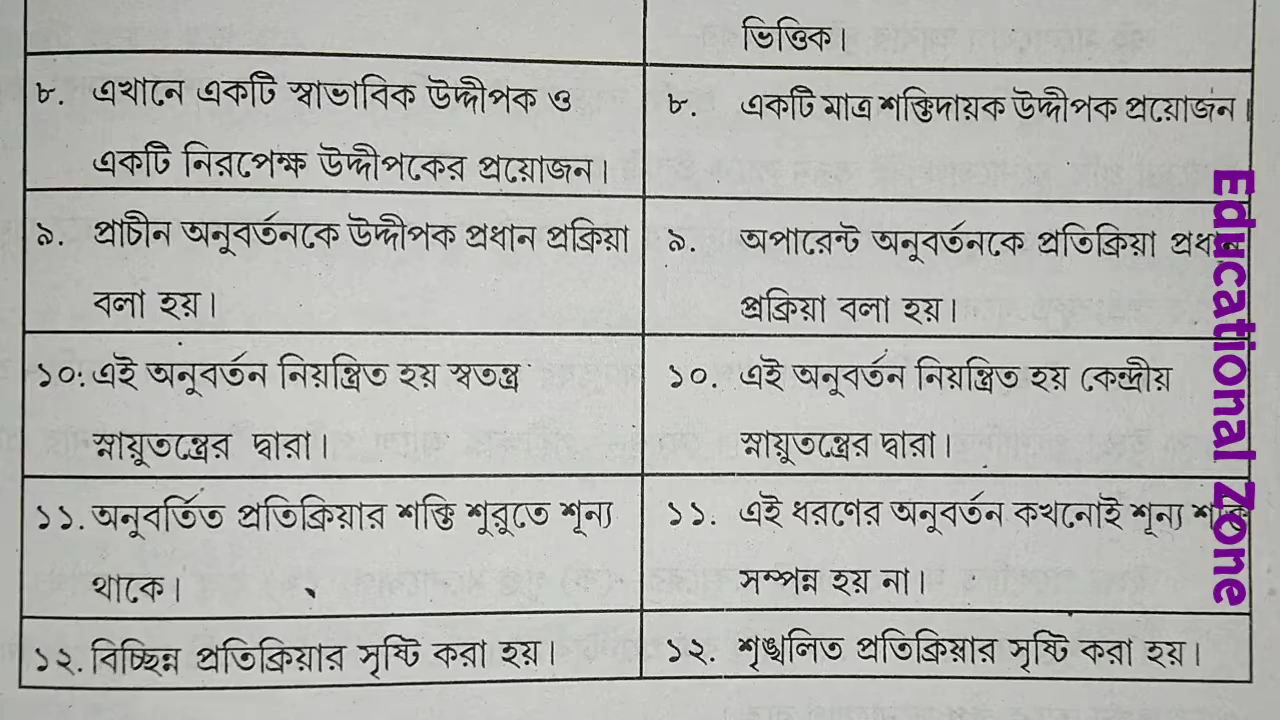 ভিত্তিক।
৮. এখানে একটি স্বাভাবিক উদ্দীপক ও
একটি নিরপেক্ষ উদ্দীপকের প্রয়োজন।
৮. একটি মাত্র শক্তিদায়ক উদ্দীপক প্রয়োজন।
৯. প্রাচীন অনুবর্তনকে উদ্দীপক প্রধান প্রক্রিয়া
বলা হয়।
৯. অপারেন্ট অনুবর্তনকে প্রতিক্রিয়া প্রধান
প্রক্রিয়া বলা হয়।
১০. এই অনুবর্তন নিয়ন্ত্রিত হয় স্বতন্ত্র
স্নায়ুতন্ত্রের দ্বারা।
১০. এই অনুবর্তন নিয়ন্ত্রিত হয় কেন্দ্রীয়
স্নায়ুতন্ত্রের দ্বারা।
১১. অনুবর্তিত প্রতিক্রিয়ার শক্তি শুরুতে শূন্য
থাকে।
১১. এই ধরণের অনুবর্তন কখনোই শূন্য শক্তি
সম্পন্ন হয় না।
১২. বিচ্ছিন্ন প্রতিক্রিয়ার সৃষ্টি করা হয়।
১২. শৃঙ্খলিত প্রতিক্রিয়ার সৃষ্টি করা হয়।
Educational Zone